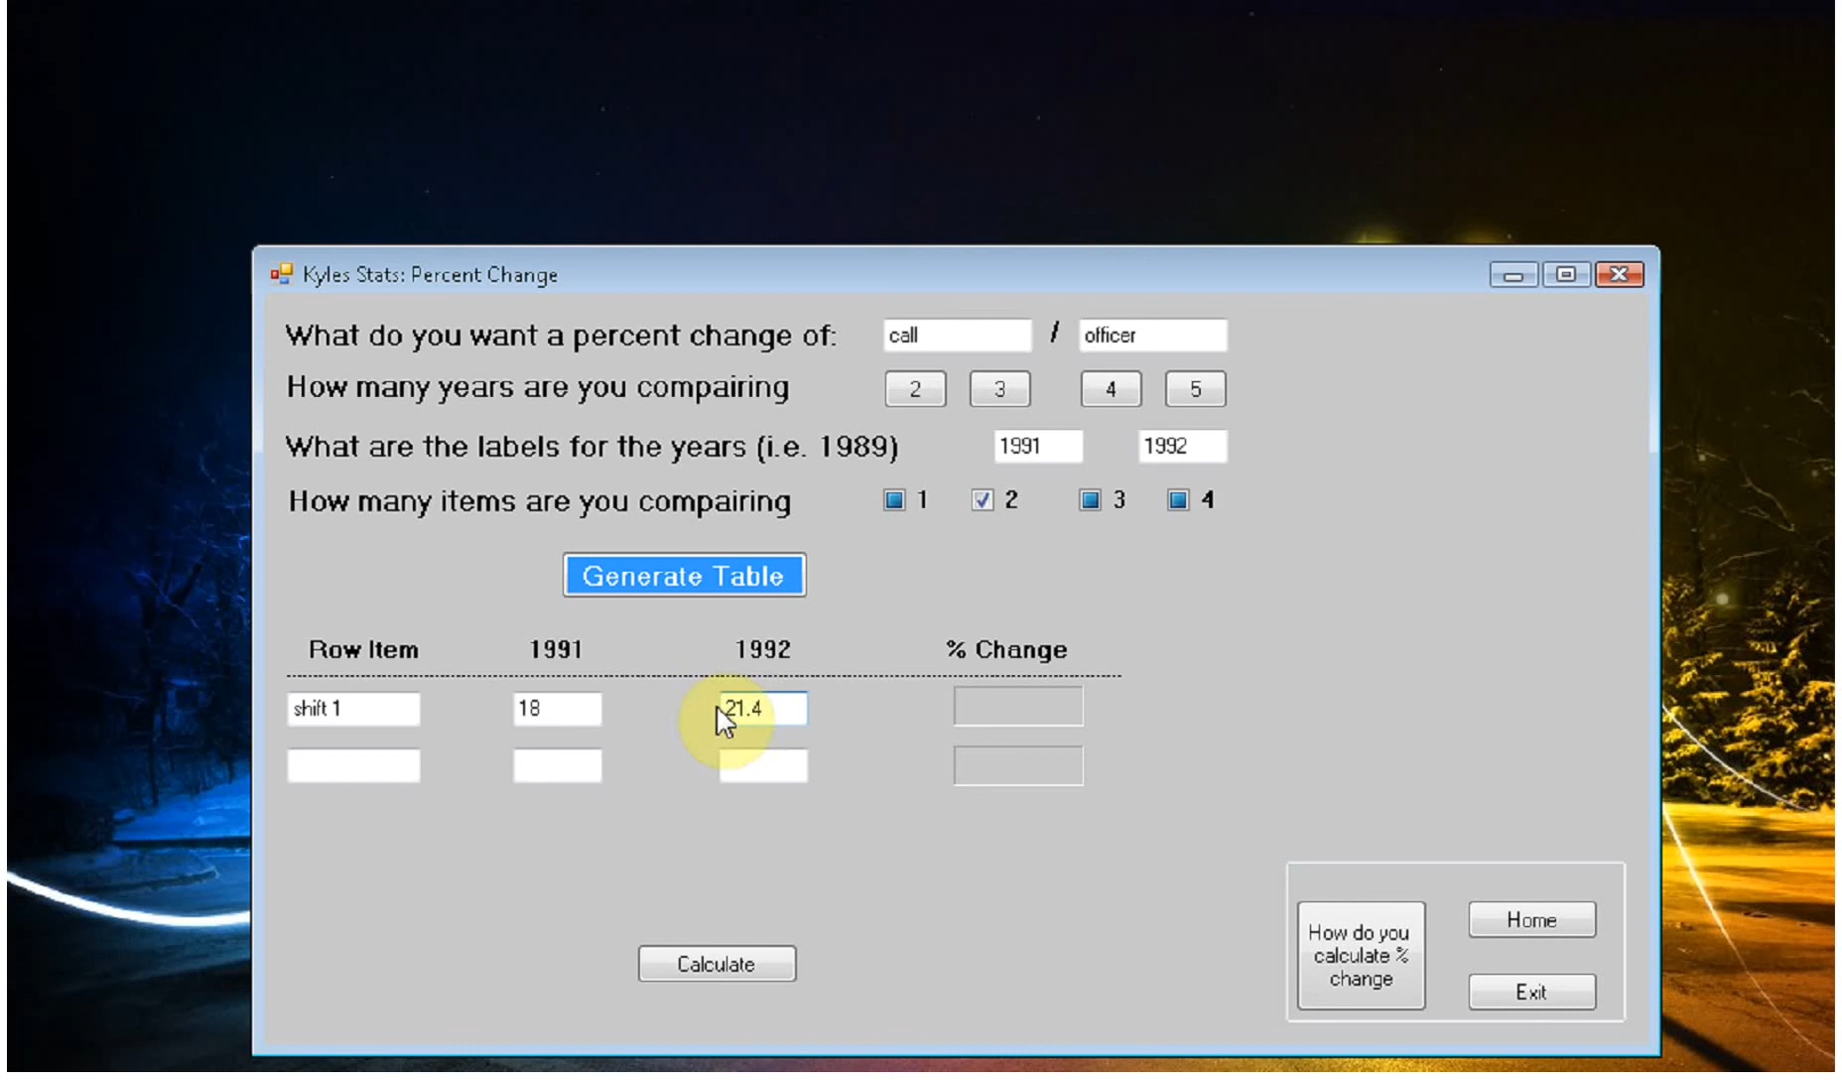 Kyles Stats: Percent Change
What do you want a percent change of: call / officer
How many years are you compairing 2 3 4 5
What are the labels for the years (i.e. 1989) 1991 1992
How many items are you compairing 1 2 3 4
Generate Table
Row Item 1991 1992 % Change
shift 1 18 21.4
How do you
calculate %
change
Home
Calculate
Exit